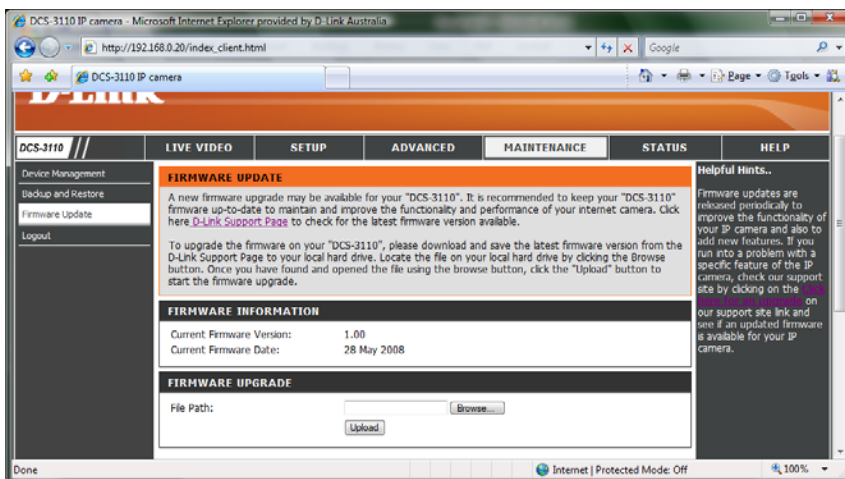 DCS-3110 IP camera - Microsoft Internet Explorer provided by D-Link Australia
http://192.168.0.20/index_client.html
Google
DCS-3110 IP camera
Page
Tools
D-Link
DCS-3110
LIVE VIDEO
SETUP
ADVANCED
MAINTENANCE
STATUS
HELP
Device Management
Backup and Restore
Firmware Update
Logout
FIRMWARE UPDATE
A new firmware upgrade may be available for your "DCS-3110". It is recommended to keep your "DCS-3110"
firmware up-to-date to maintain and improve the functionality and performance of your internet camera. Click
here D-Link Support Page to check for the latest firmware version available.
To upgrade the firmware on your "DCS-3110", please download and save the latest firmware version from the
D-Link Support Page to your local hard drive. Locate the file on your local hard drive by clicking the Browse
button. Once you have found and opened the file using the browse button, click the "Upload" button to
start the firmware upgrade.
FIRMWARE INFORMATION
Current Firmware Version: 1.00
Current Firmware Date: 28 May 2008
FIRMWARE UPGRADE
File Path:
Browse...
Upload
Helpful Hints..
Firmware updates are
released periodically to
improve the functionality of
your IP camera and also to
add new features. If you
run into a problem with a
specific feature of the IP
camera, check our support
site by clicking on the Click
here for an upgrade on
our support site link and
see if an updated firmware
is available for your IP
camera.
Done
Internet | Protected Mode: Off
100%